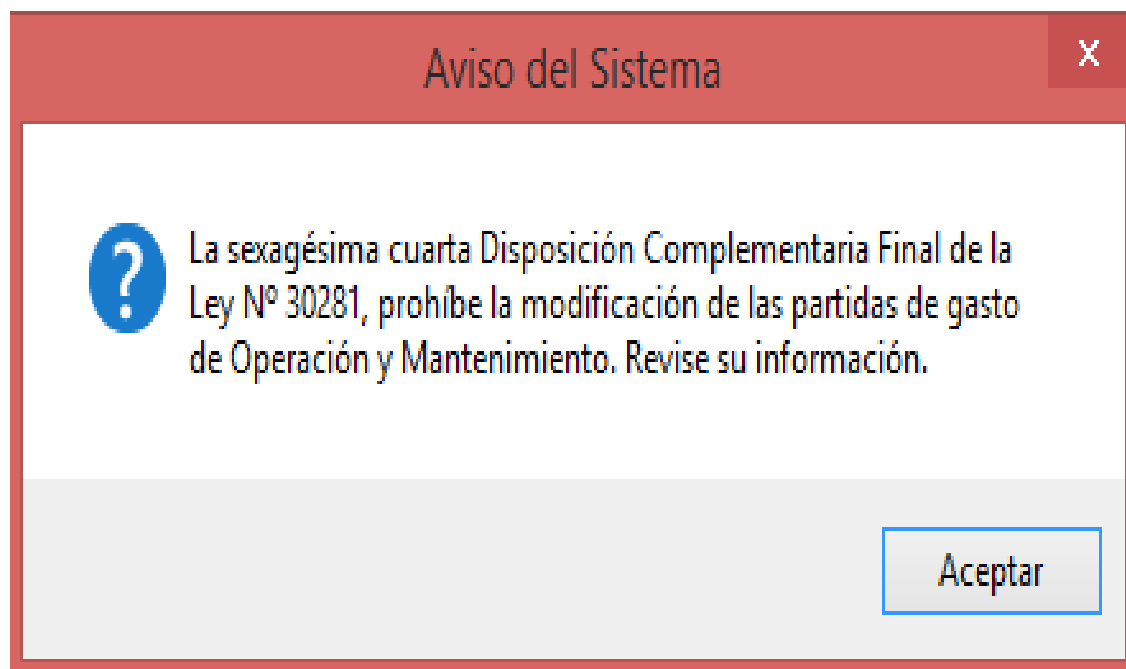 Aviso del Sistema
x
?
La sexagésima cuarta Disposición Complementaria Final de la
Ley Nº 30281, prohíbe la modificación de las partidas de gasto
de Operación y Mantenimiento. Revise su información.
Aceptar